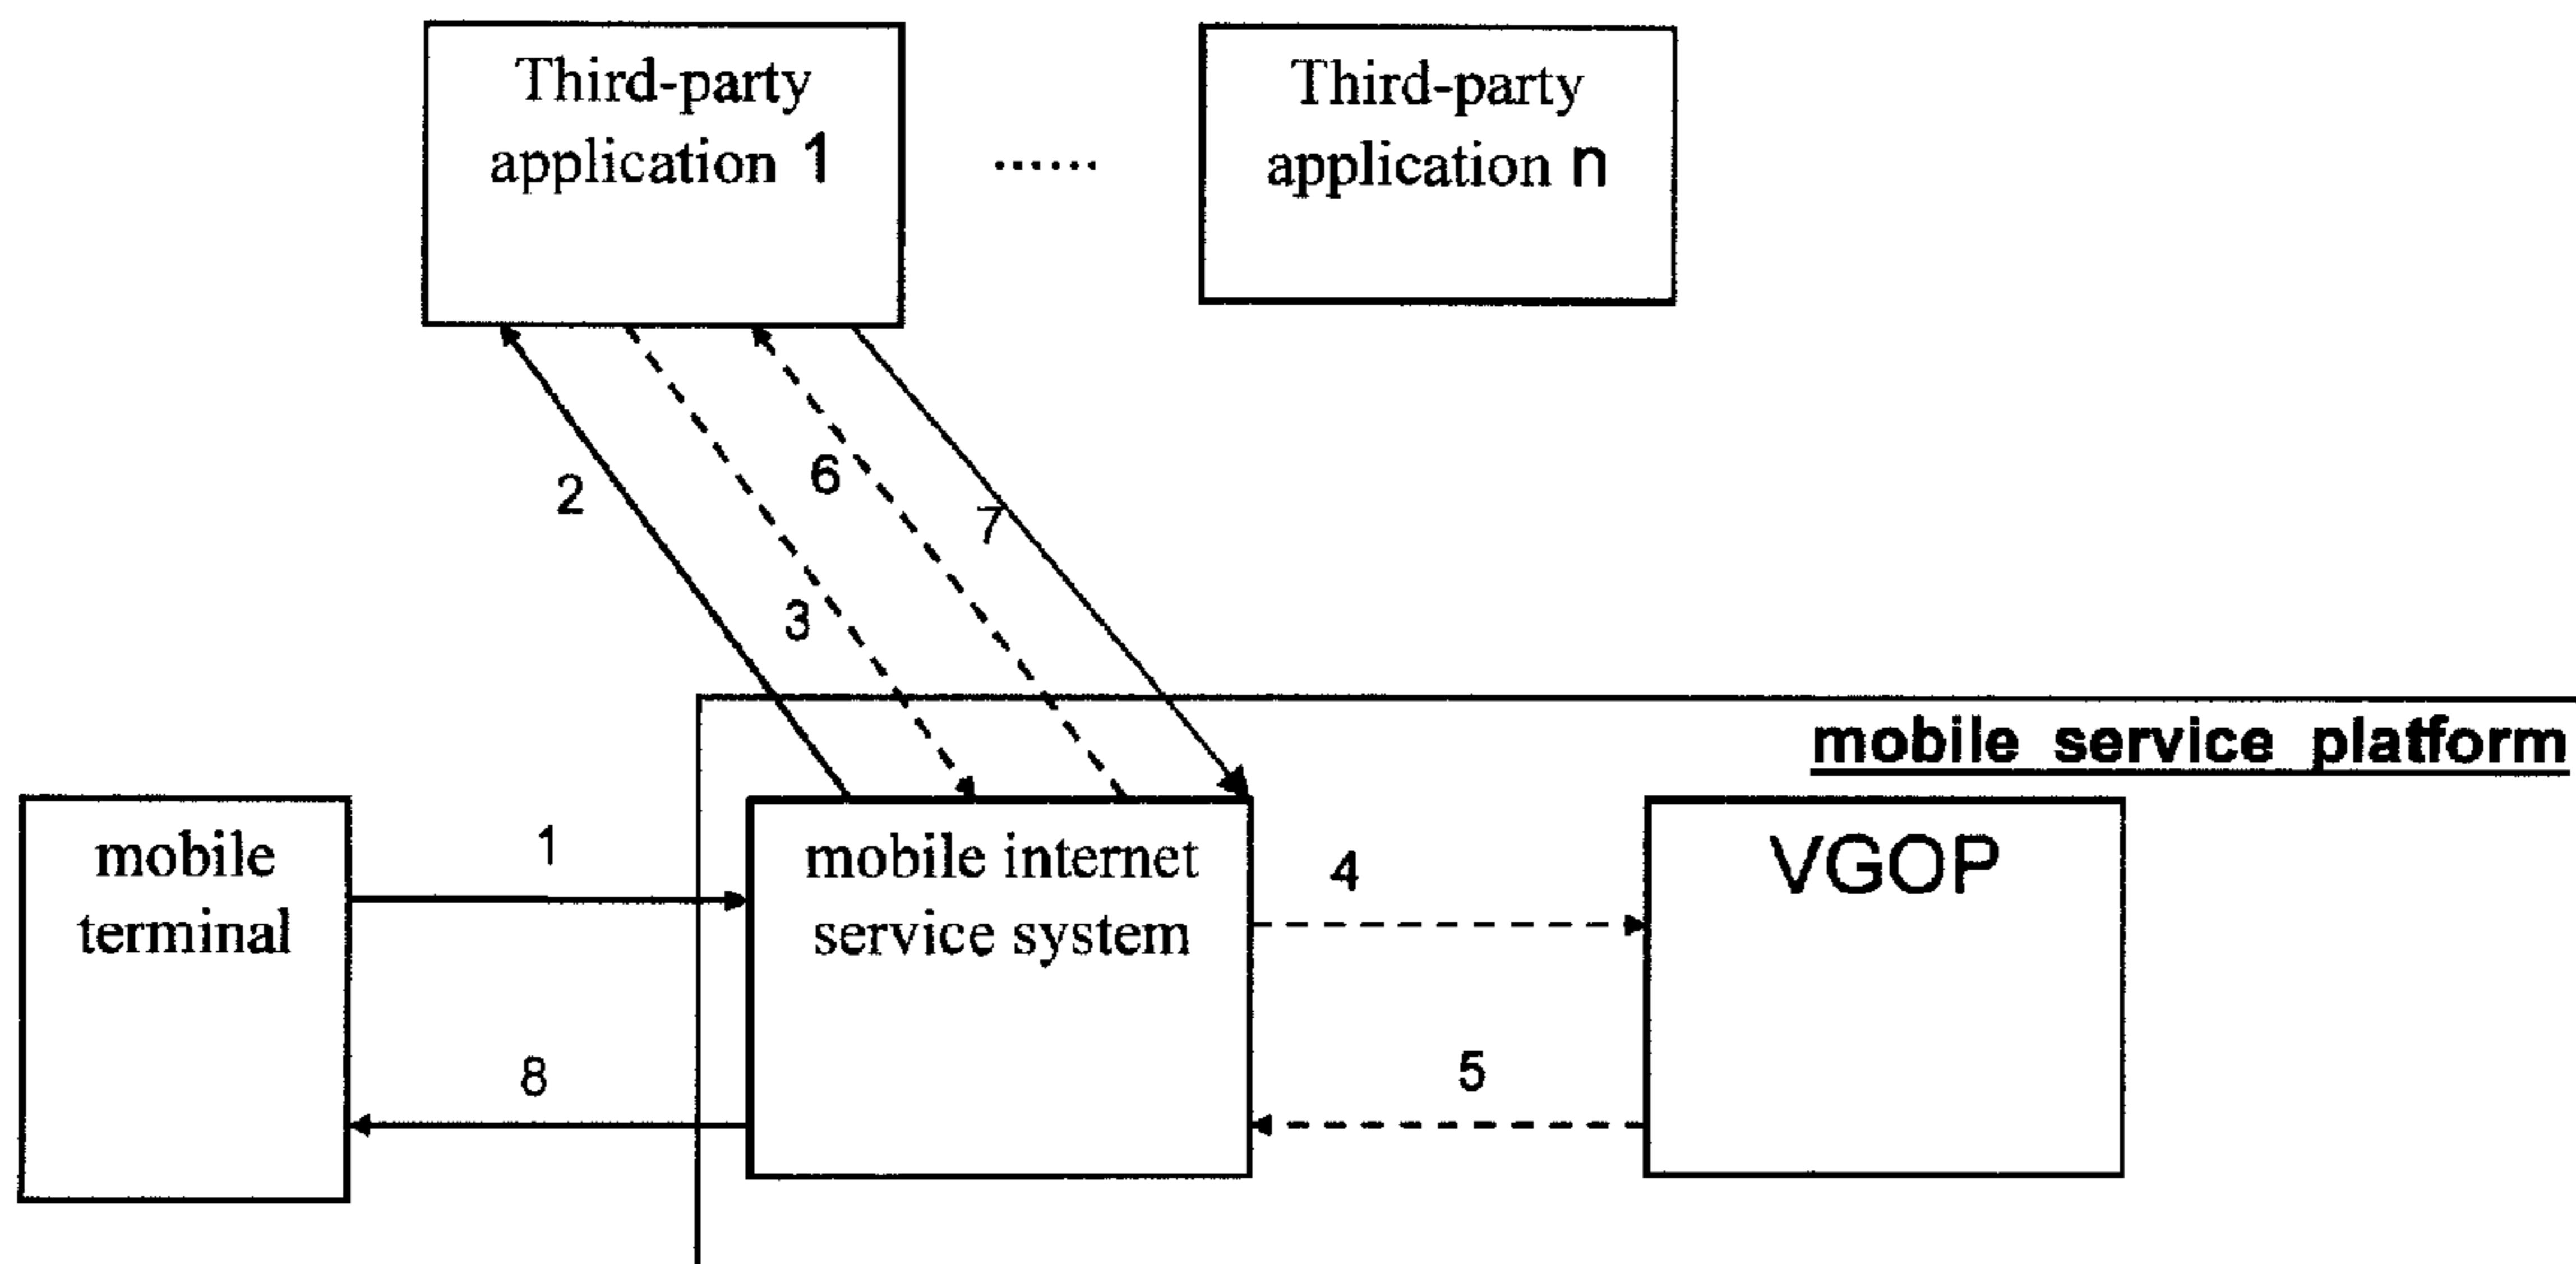 Third-party
application 1
......
Third-party
application n
2
6
7
3
mobile service platform
mobile
terminal
1
mobile internet
service system
4
VGOP
8
5